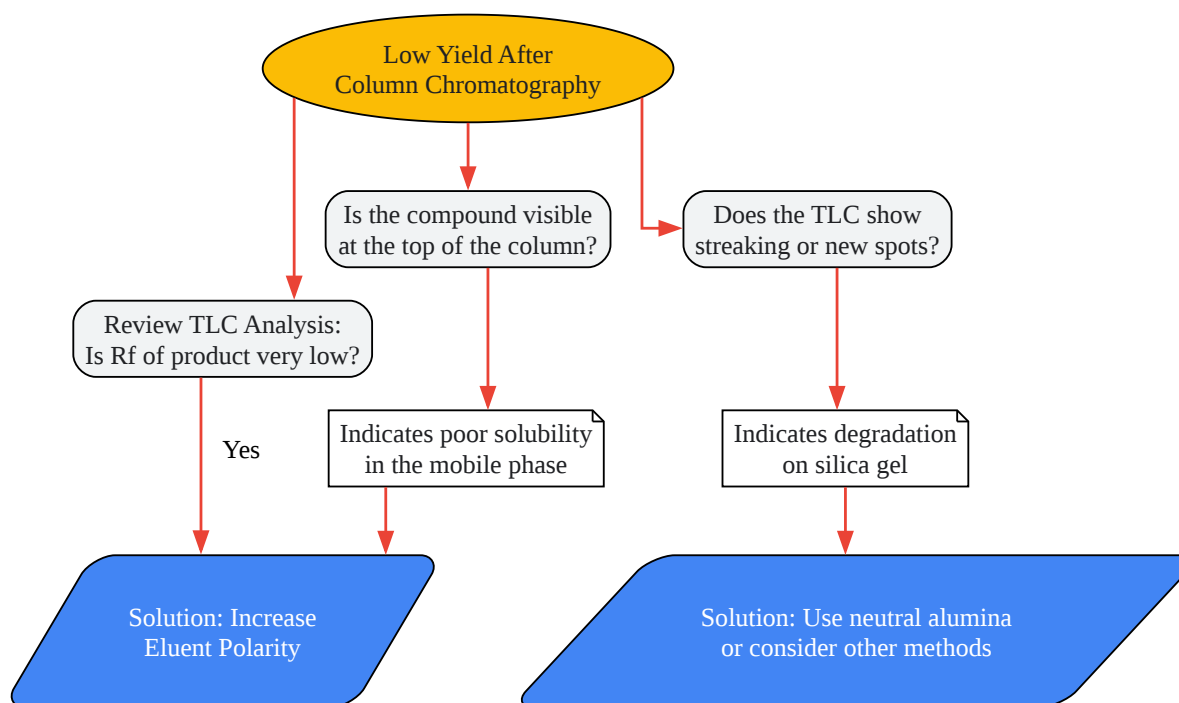 Low Yield After
Column Chromatography
Is the compound visible
at the top of the column?
Does the TLC show
streaking or new spots?
Review TLC Analysis:
Is Rf of product very low?
Yes
Indicates poor solubility
in the mobile phase
Indicates degradation
on silica gel
Solution: Increase
Eluent Polarity
Solution: Use neutral alumina
or consider other methods